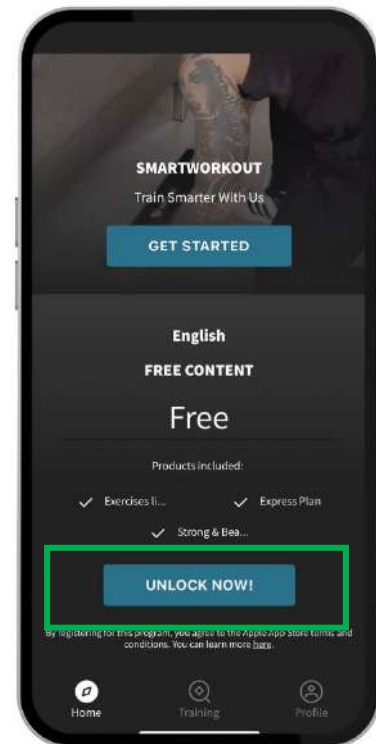 SMARTWORKOUT
Train Smarter With Us
GET STARTED
English
FREE CONTENT
Free
Products included:
Exercises li... Express Plan
Strong & Bea...
UNLOCK NOW!
By registering for this program, you agree to the Apple App Store terms and
conditions. You can learn more here.
Home Training Profile